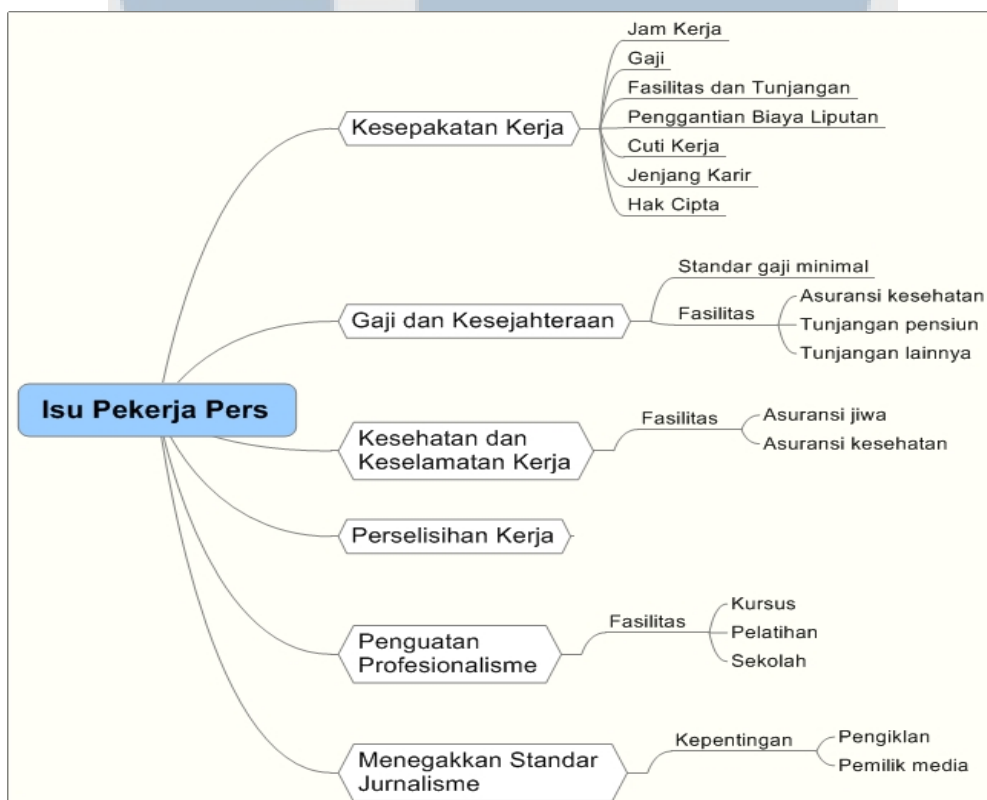 Isu Pekerja Pers
Kesepakatan Kerja
Jam Kerja
Gaji
Fasilitas dan Tunjangan
Penggantian Biaya Liputan
Cuti Kerja
Jenjang Karir
Hak Cipta
Gaji dan Kesejahteraan
Standar gaji minimal
Fasilitas
Asuransi kesehatan
Tunjangan pensiun
Tunjangan lainnya
Kesehatan dan
Keselamatan Kerja
Fasilitas
Asuransi jiwa
Asuransi kesehatan
Perselisihan Kerja
Penguatan
Profesionalisme
Fasilitas
Kursus
Pelatihan
Sekolah
Menegakkan Standar
Jurnalisme
Kepentingan
Pengiklan
Pemilik media